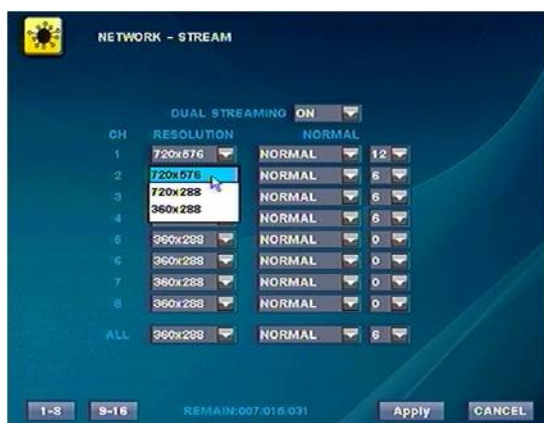 NETWORK - STREAM
DUAL STREAMING ON
CH RESOLUTION NORMAL
1 720x576 NORMAL 12
2 720x576 NORMAL 6
3 720x288 NORMAL 6
4 360x288 NORMAL 6
5 360x288 NORMAL 0
6 360x288 NORMAL 0
7 360x288 NORMAL 0
8 360x288 NORMAL 0
ALL 360x288 NORMAL 6
1-8 9-16 REMAIN:007/015/031 Apply CANCEL